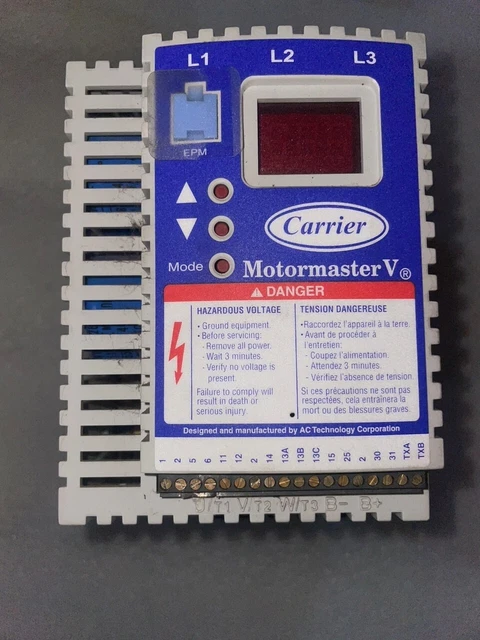 L1 L2 L3
EPM
Carrier
Mode
Motormaster V®
DANGER
HAZARDOUS VOLTAGE
• Ground equipment.
• Before servicing:
- Remove all power.
- Wait 3 minutes.
- Verify no voltage is
present.
Failure to comply will
result in death or
serious injury.
TENSION DANGEREUSE
•Raccordez l'appareil à la terre.
•Avant de procéder à
l'entretien:
- Coupez l'alimentation.
- Attendez 3 minutes.
- Vérifiez l'absence de tension.
Si ces précautions ne sont pas
respectées, cela entraînera la
mort ou des blessures graves.
Designed and manufactured by AC Technology Corporation
1 2 5 6 11 12 2 14 13A 13B 13C 15 25 2 30 31 TXA TXB
U/T1 V/T2 W/T3 B- B+